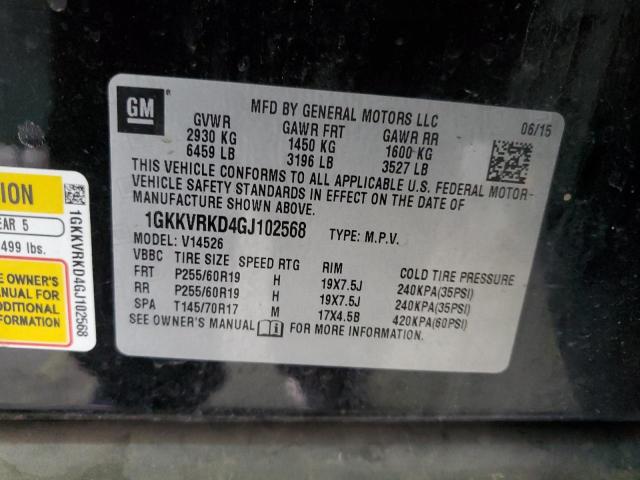 GM
MFD BY GENERAL MOTORS LLC
06/15
GVWR GAWR FRT GAWR RR
2930 KG 1450 KG 1600 KG
6459 LB 3196 LB 3527 LB
THIS VEHICLE CONFORMS TO ALL APPLICABLE U.S. FEDERAL MOTOR
VEHICLE SAFETY STANDARDS IN EFFECT ON THE DATE OF
MANUFACTURE SHOWN ABOVE.
1GKKVRKD4GJ102568 TYPE: M.P.V.
MODEL: V14526
VBBC TIRE SIZE SPEED RTG RIM COLD TIRE PRESSURE
FRT P255/60R19 H 19X7.5J 240KPA(35PSI)
RR P255/60R19 H 19X7.5J 240KPA(35PSI)
SPA T145/70R17 M 17X4.5B 420KPA(60PSI)
SEE OWNER'S MANUAL FOR MORE INFORMATION.
EAR 5
499 lbs.
E OWNER'S
ANUAL FOR
DDITIONAL
FORMATION
1GKKVRKD4GJ102568